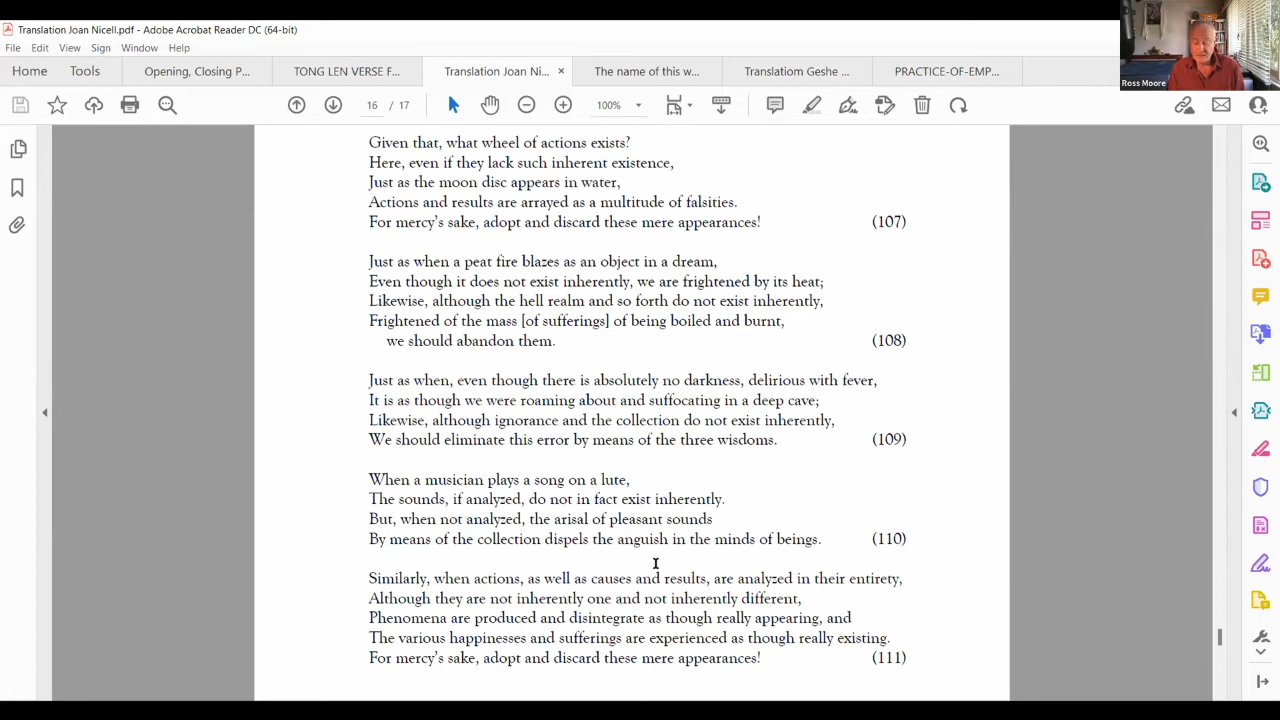 Translation Joan Nicell.pdf - Adobe Acrobat Reader DC (64-bit)
File Edit View Sign Window Help
Home Tools Opening, Closing P... TONG LEN VERSE F... Translation Joan Ni... × The name of this w... Translatiom Geshe ... PRACTICE-OF-EMP...
16 / 17 100%
Ross Moore
Given that, what wheel of actions exists?
Here, even if they lack such inherent existence,
Just as the moon disc appears in water,
Actions and results are arrayed as a multitude of falsities.
For mercy's sake, adopt and discard these mere appearances! (107)
Just as when a peat fire blazes as an object in a dream,
Even though it does not exist inherently, we are frightened by its heat;
Likewise, although the hell realm and so forth do not exist inherently,
Frightened of the mass [of sufferings] of being boiled and burnt,
we should abandon them. (108)
Just as when, even though there is absolutely no darkness, delirious with fever,
It is as though we were roaming about and suffocating in a deep cave;
Likewise, although ignorance and the collection do not exist inherently,
We should eliminate this error by means of the three wisdoms. (109)
When a musician plays a song on a lute,
The sounds, if analyzed, do not in fact exist inherently.
But, when not analyzed, the arisal of pleasant sounds
By means of the collection dispels the anguish in the minds of beings. (110)
Similarly, when actions, as well as causes and results, are analyzed in their entirety,
Although they are not inherently one and not inherently different,
Phenomena are produced and disintegrate as though really appearing, and
The various happinesses and sufferings are experienced as though really existing.
For mercy's sake, adopt and discard these mere appearances! (111)